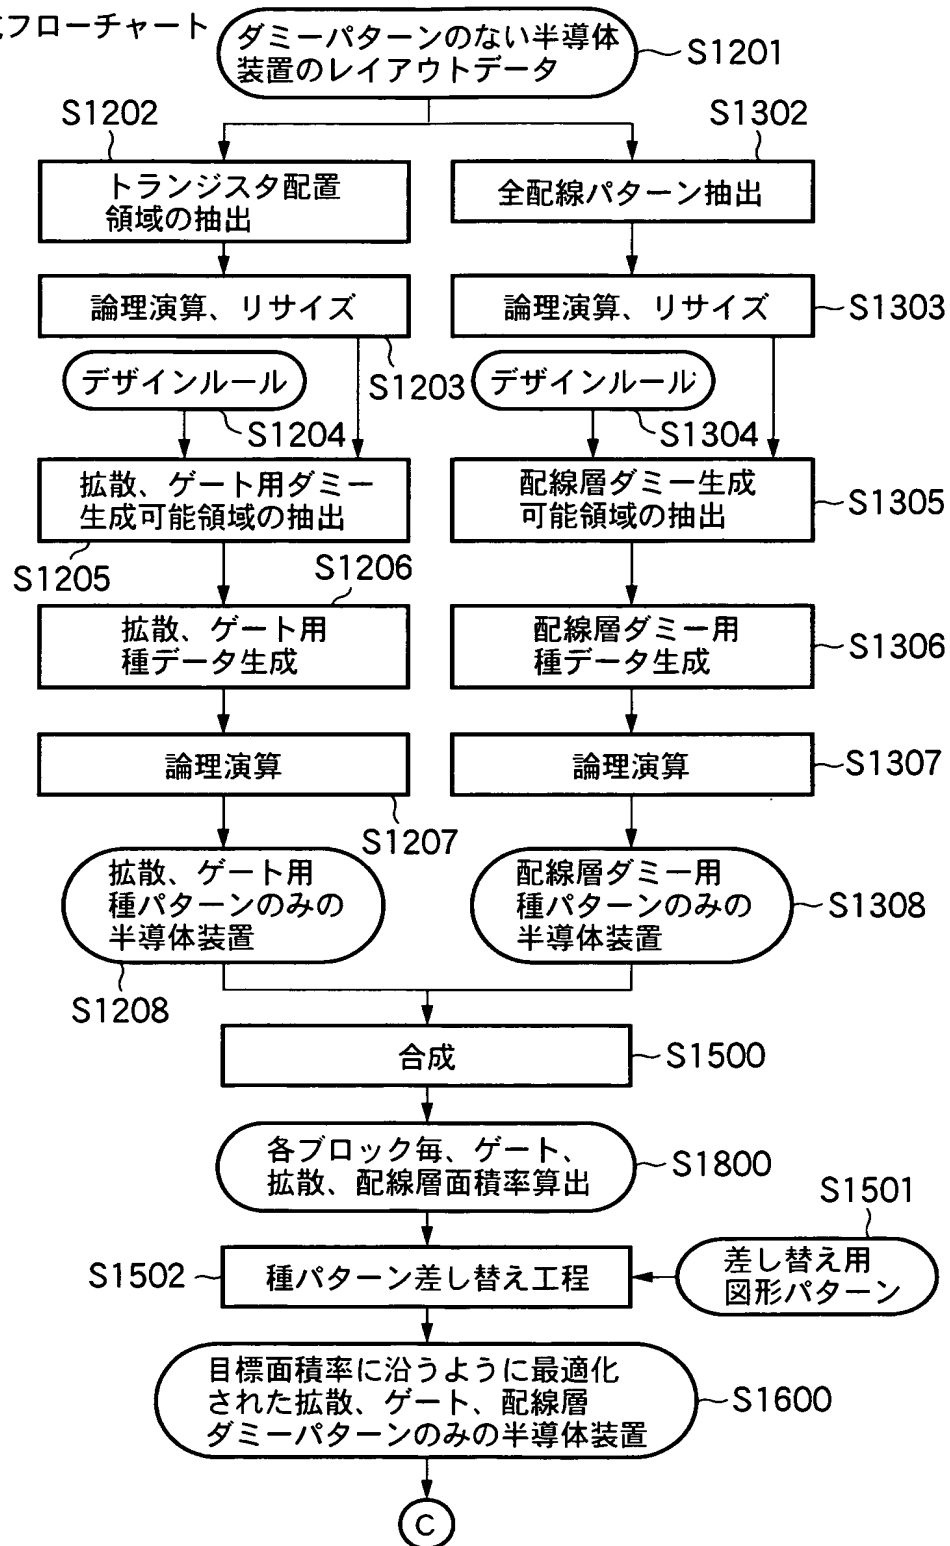 フローチャート
ダミーパターンのない半導体
装置のレイアウトデータ
S1201
S1202
S1302
トランジスタ配置
領域の抽出
全配線パターン抽出
論理演算、リサイズ
論理演算、リサイズ
S1303
S1203
デザインルール
デザインルール
S1204
S1304
拡散、ゲート用ダミー
生成可能領域の抽出
配線層ダミー生成
可能領域の抽出
S1305
S1205
S1206
拡散、ゲート用
種データ生成
配線層ダミー用
種データ生成
S1306
論理演算
論理演算
S1307
S1207
拡散、ゲート用
種パターンのみの
半導体装置
配線層ダミー用
種パターンのみの
半導体装置
S1308
S1208
合成
S1500
各ブロック毎、ゲート、
拡散、配線層面積率算出
S1800
S1501
S1502
種パターン差し替え工程
差し替え用
図形パターン
目標面積率に沿うように最適化
された拡散、ゲート、配線層
ダミーパターンのみの半導体装置
S1600
C